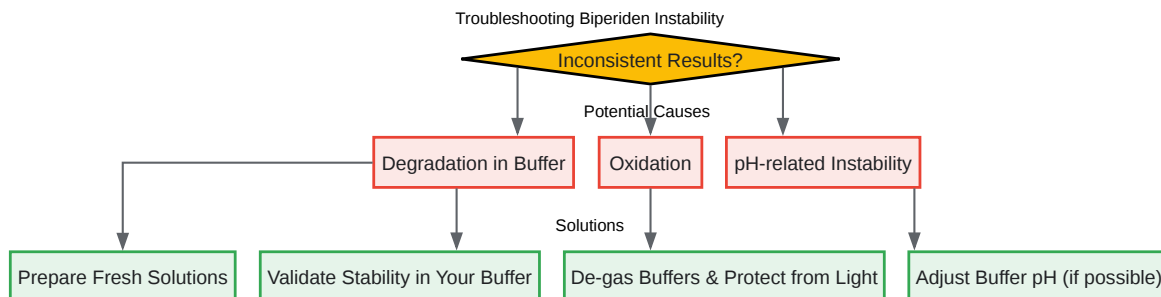 Troubleshooting Biperiden Instability
Inconsistent Results?
Potential Causes
Degradation in Buffer
Oxidation
pH-related Instability
Solutions
Prepare Fresh Solutions
Validate Stability in Your Buffer
De-gas Buffers & Protect from Light
Adjust Buffer pH (if possible)